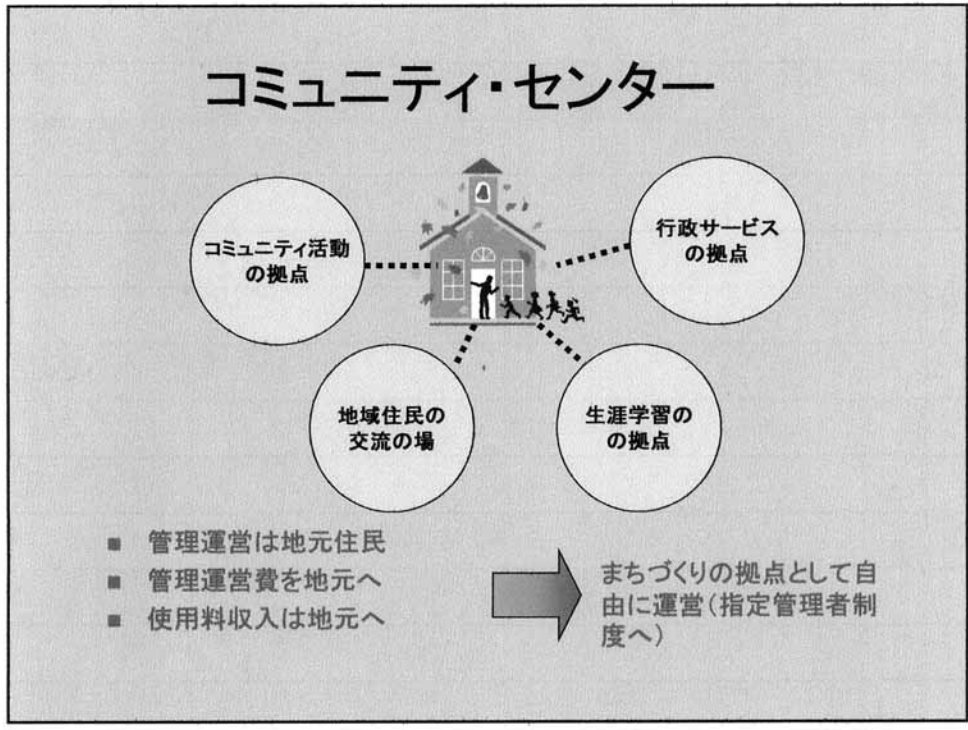 コミュニティ・センター
コミュニティ活動
の拠点
行政サービス
の拠点
地域住民の
交流の場
生涯学習の
の拠点
■ 管理運営は地元住民
■ 管理運営費を地元へ
■ 使用料収入は地元へ
まちづくりの拠点として自
由に運営(指定管理者制
度へ)